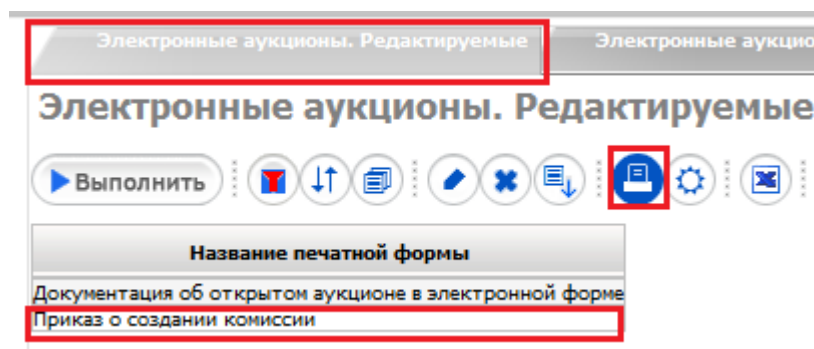 Электронные аукционы. Редактируемые Электронные аукцио
Электронные аукционы. Редактируемые
Выполнить
Название печатной формы
Документация об открытом аукционе в электронной форме
Приказ о создании комиссии